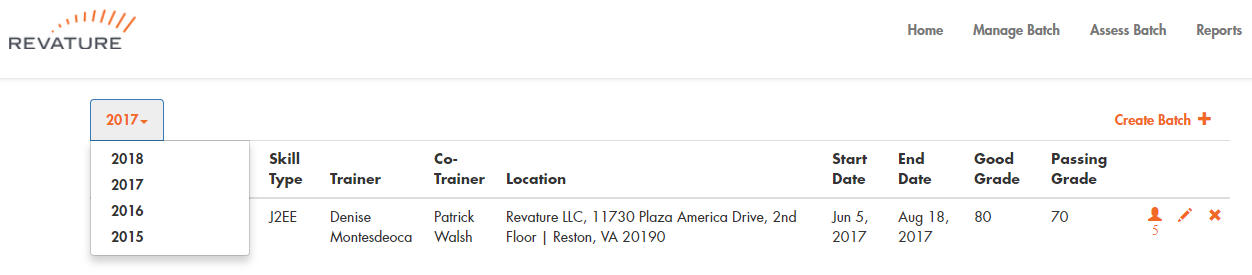 REVATURE
Home Manage Batch Assess Batch Reports
2017
Create Batch
2018
2017
2016
2015
Skill Type Trainer Co-Trainer Location Start Date End Date Good Grade Passing Grade
J2EE Denise Patrick Revature LLC, 11730 Plaza America Drive, 2nd Jun 5, Aug 18, 80 70
Montesdeoca Walsh Floor | Reston, VA 20190 2017 2017 5